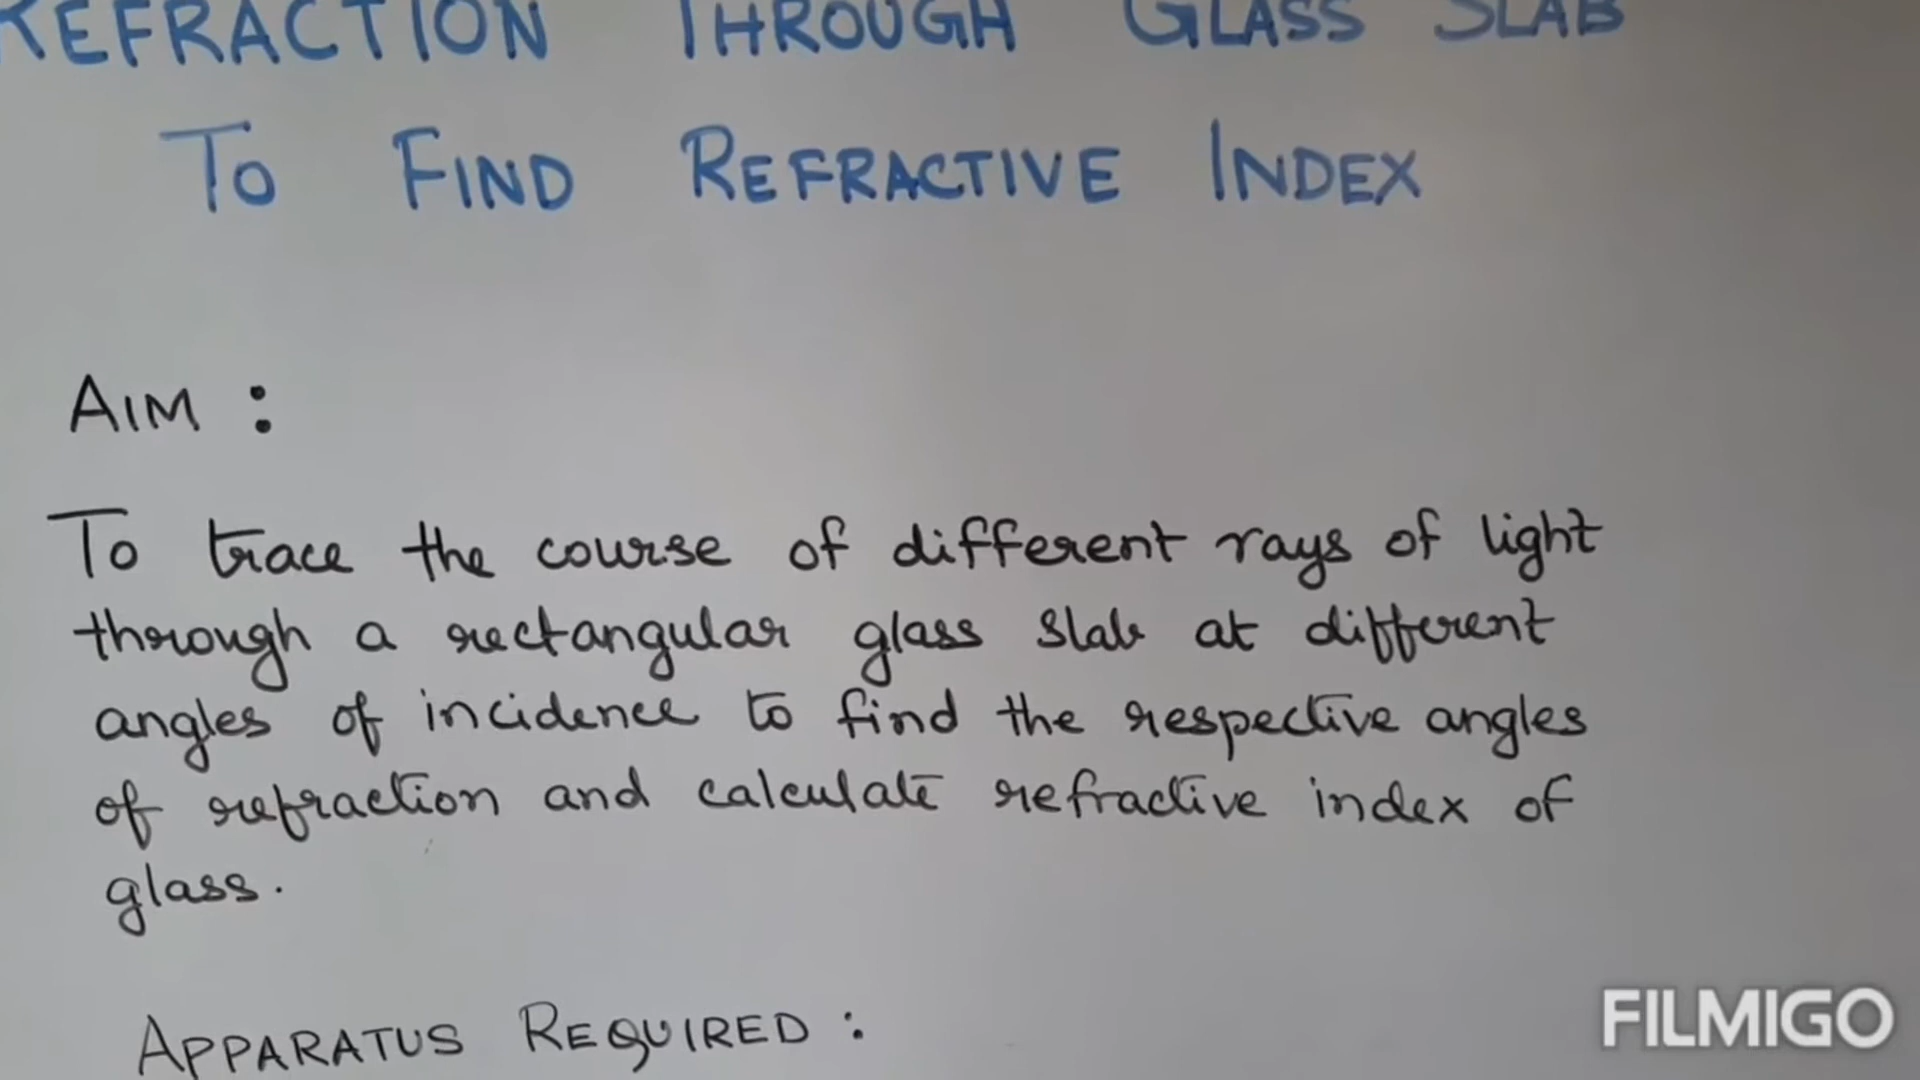 REFRACTION THROUGH GLASS SLAB
TO FIND REFRACTIVE INDEX
AIM :
To trace the course of different rays of light
through a rectangular glass slab at different
angles of incidence to find the respective angles
of refraction and calculate refractive index of
glass.
APPARATUS REQUIRED :
FILMIGO